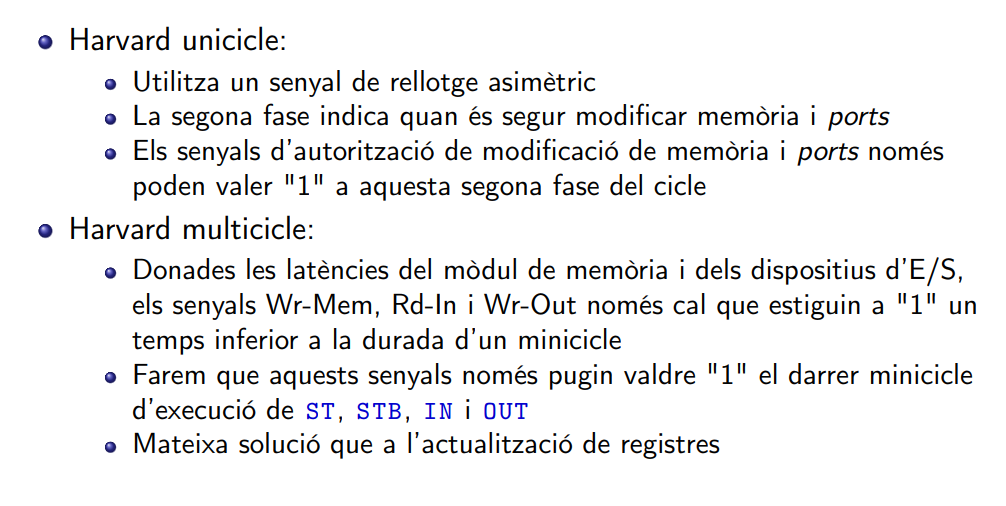 Harvard unicicle:
Utilitza un senyal de rellotge asimètric
La segona fase indica quan és segur modificar memòria i ports
Els senyals d'autorització de modificació de memòria i ports només
poden valer "1" a aquesta segona fase del cicle
Harvard multicicle:
Donades les latències del mòdul de memòria i dels dispositius d'E/S,
els senyals Wr-Mem, Rd-In i Wr-Out només cal que estiguin a "1" un
temps inferior a la durada d'un minicicle
Farem que aquests senyals només pugin valdre "1" el darrer minicicle
d'execució de ST, STB, IN i OUT
Mateixa solució que a l'actualització de registres